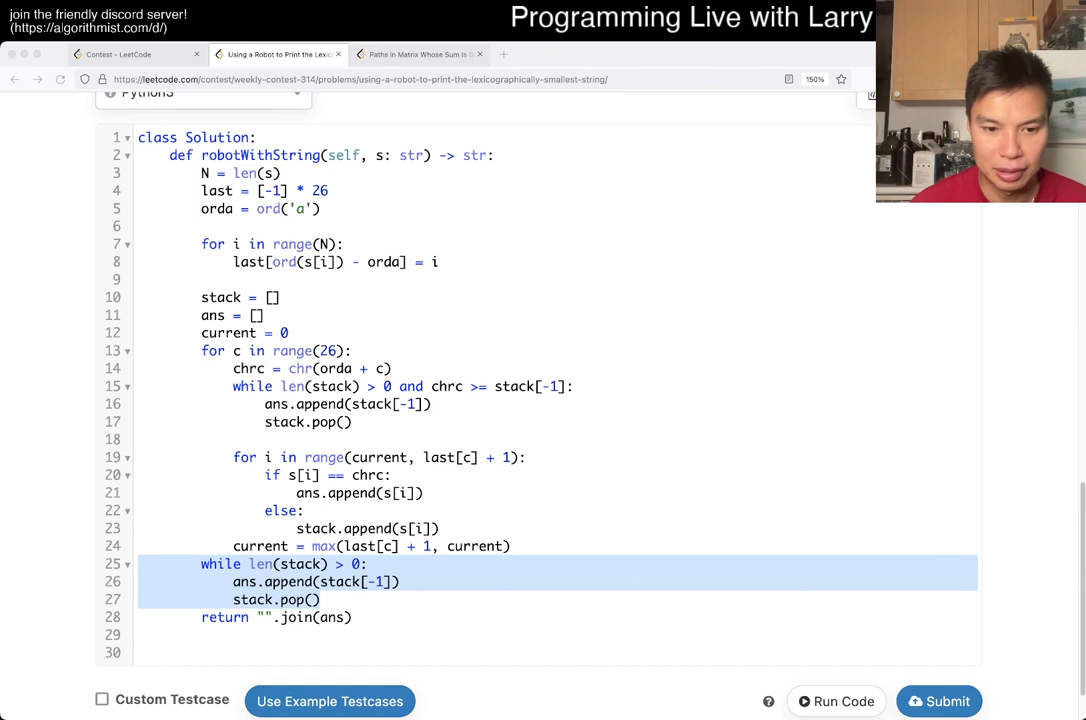 join the friendly discord server!
(https://algorithmist.com/d/)
Programming Live with Larry
Contest - LeetCode
Using a Robot to Print the Lexic
Paths in Matrix Whose Sum Is D
https://leetcode.com/contest/weekly-contest-314/problems/using-a-robot-to-print-the-lexicographically-smallest-string/
150%
Python3
1 class Solution:
2 def robotWithString(self, s: str) -> str:
3 N = len(s)
4 last = [-1] * 26
5 orda = ord('a')
6
7 for i in range(N):
8 last[ord(s[i]) - orda] = i
9
10 stack = []
11 ans = []
12 current = 0
13 for c in range(26):
14 chrc = chr(orda + c)
15 while len(stack) > 0 and chrc >= stack[-1]:
16 ans.append(stack[-1])
17 stack.pop()
18
19 for i in range(current, last[c] + 1):
20 if s[i] == chrc:
21 ans.append(s[i])
22 else:
23 stack.append(s[i])
24 current = max(last[c] + 1, current)
25 while len(stack) > 0:
26 ans.append(stack[-1])
27 stack.pop()
28 return "".join(ans)
29
30
Custom Testcase
Use Example Testcases
?
Run Code
Submit